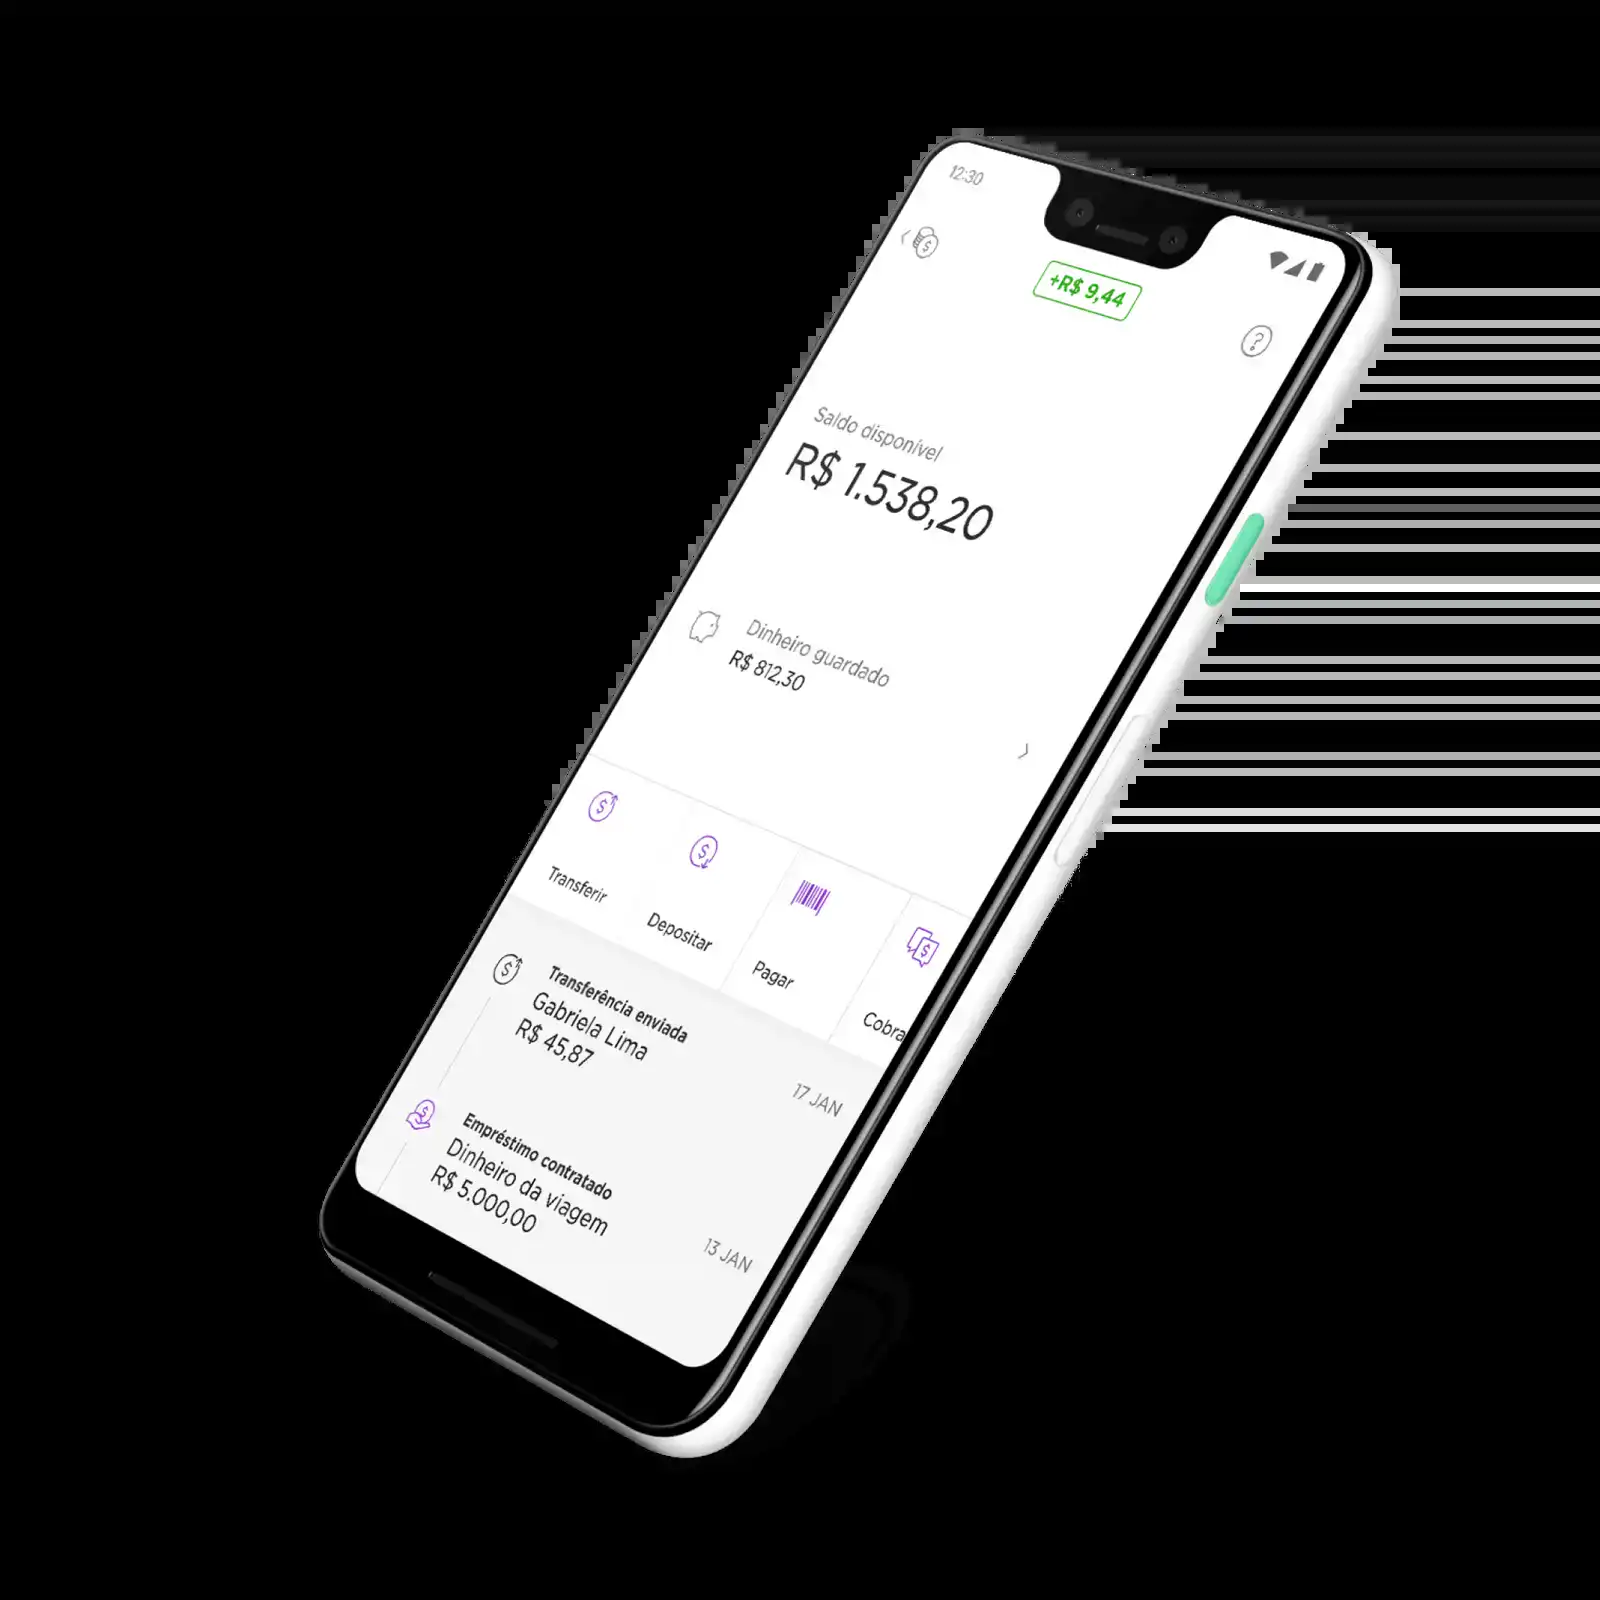 12:30
+R$ 9,44
Saldo disponível
R$ 1.538,20
Dinheiro guardado
R$ 812,30
Transferir
Depositar
Pagar
Cobra
Transferência enviada
Gabriela Lima
R$ 45,87
17 JAN
Empréstimo contratado
Dinheiro da viagem
R$ 5.000,00
13 JAN